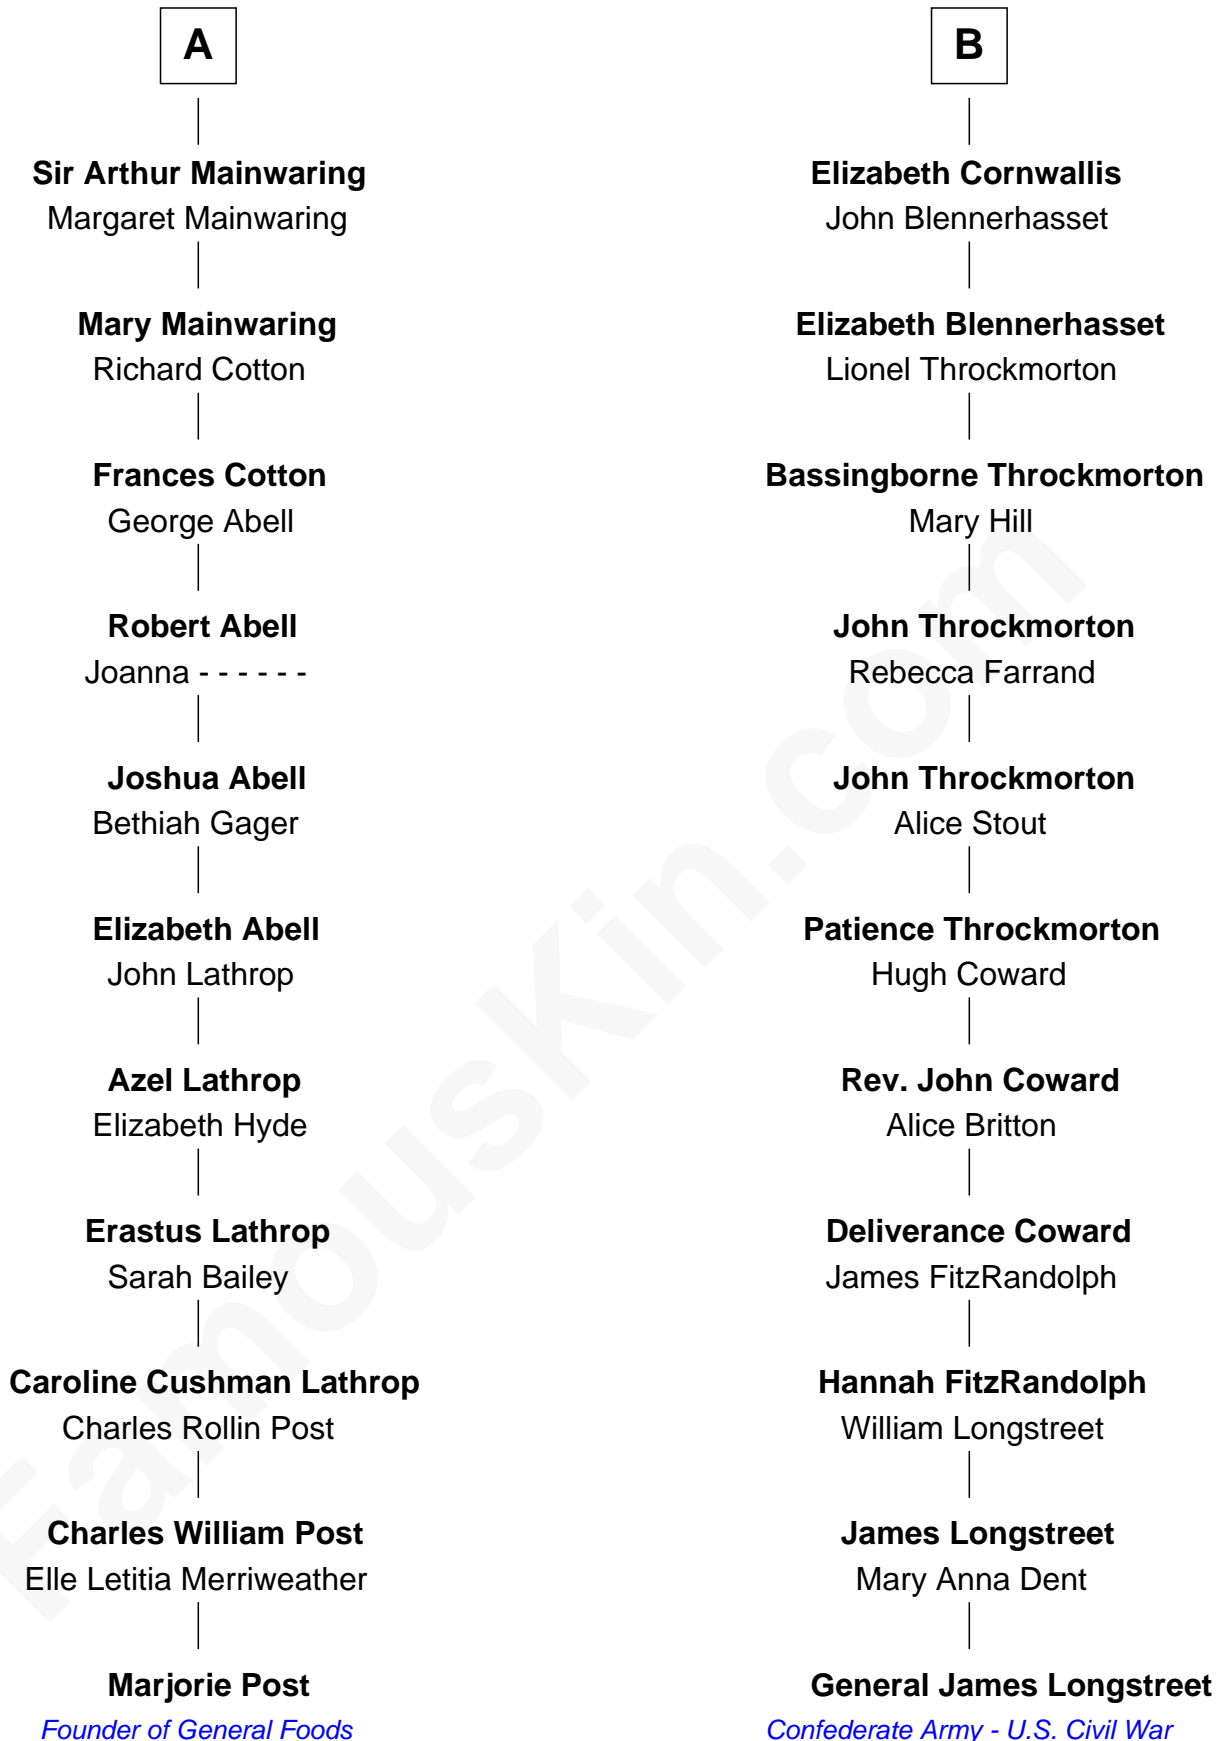 A
Sir Arthur Mainwaring
Margaret Mainwaring
Mary Mainwaring
Richard Cotton
Frances Cotton
George Abell
Robert Abell
Joanna - - - - - -
Joshua Abell
Bethiah Gager
Elizabeth Abell
John Lathrop
Azel Lathrop
Elizabeth Hyde
Erastus Lathrop
Sarah Bailey
Caroline Cushman Lathrop
Charles Rollin Post
Charles William Post
Elle Letitia Merriweather
Marjorie Post
Founder of General Foods
B
Elizabeth Cornwallis
John Blennerhasset
Elizabeth Blennerhasset
Lionel Throckmorton
Bassingborne Throckmorton
Mary Hill
John Throckmorton
Rebecca Farrand
John Throckmorton
Alice Stout
Patience Throckmorton
Hugh Coward
Rev. John Coward
Alice Britton
Deliverance Coward
James FitzRandolph
Hannah FitzRandolph
William Longstreet
James Longstreet
Mary Anna Dent
General James Longstreet
Confederate Army - U.S. Civil War
FamousKin.com